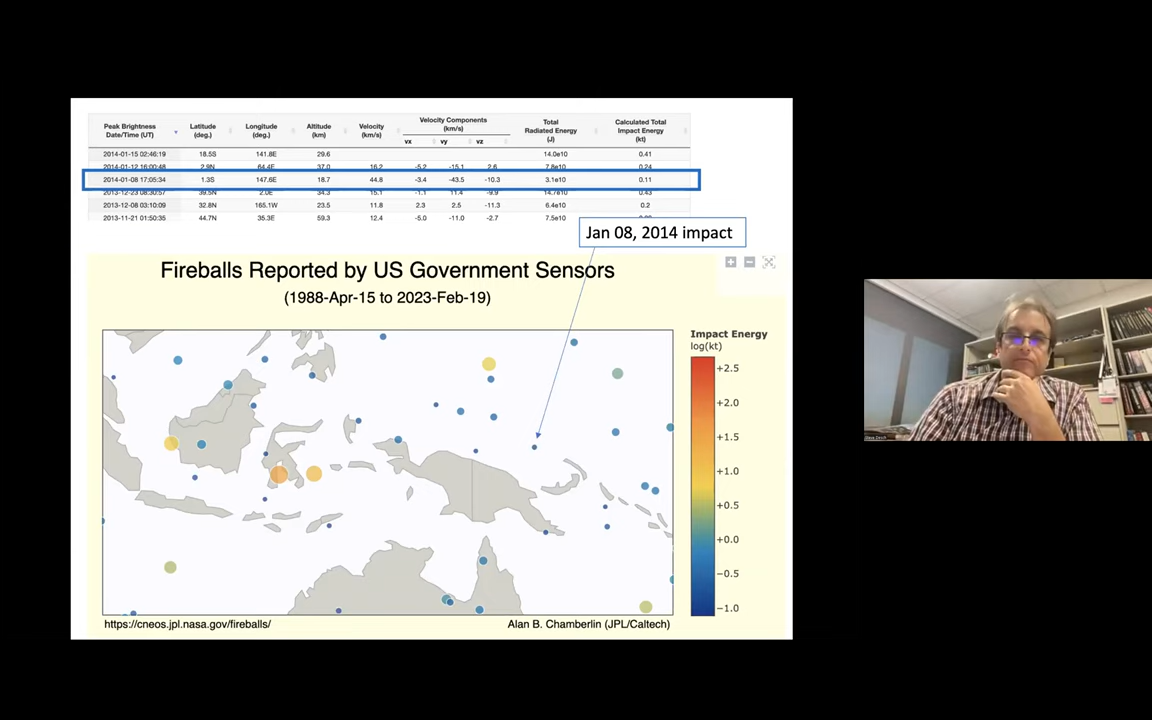 Peak Brightness Date/Time (UT) Latitude (deg.) Longitude (deg.) Altitude (km) Velocity (km/s) Velocity Components (km/s) vx vy vz Total Radiated Energy (J) Calculated Total Impact Energy (kt)
2014-01-15 02:46:19 18.5S 141.8E 29.6 14.0e10 0.41
2014-01-12 16:00:48 2.9N 64.4E 37.0 16.2 -5.2 -15.1 2.6 7.8e10 0.24
2014-01-08 17:05:34 1.3S 147.6E 18.7 44.8 -3.4 -43.5 -10.3 3.1e10 0.11
2013-12-23 08:30:57 39.5N 2.0E 34.3 15.1 -1.1 11.4 -9.9 14.7e10 0.43
2013-12-08 03:10:09 32.8N 165.1W 23.5 11.8 2.3 2.5 -11.3 6.4e10 0.2
2013-11-21 01:50:35 44.7N 35.3E 59.3 12.4 -5.0 -11.0 -2.7 7.5e10
Jan 08, 2014 impact
Fireballs Reported by US Government Sensors
(1988-Apr-15 to 2023-Feb-19)
Impact Energy
log(kt)
+2.5
+2.0
+1.5
+1.0
+0.5
+0.0
−0.5
−1.0
https://cneos.jpl.nasa.gov/fireballs/ Alan B. Chamberlin (JPL/Caltech)